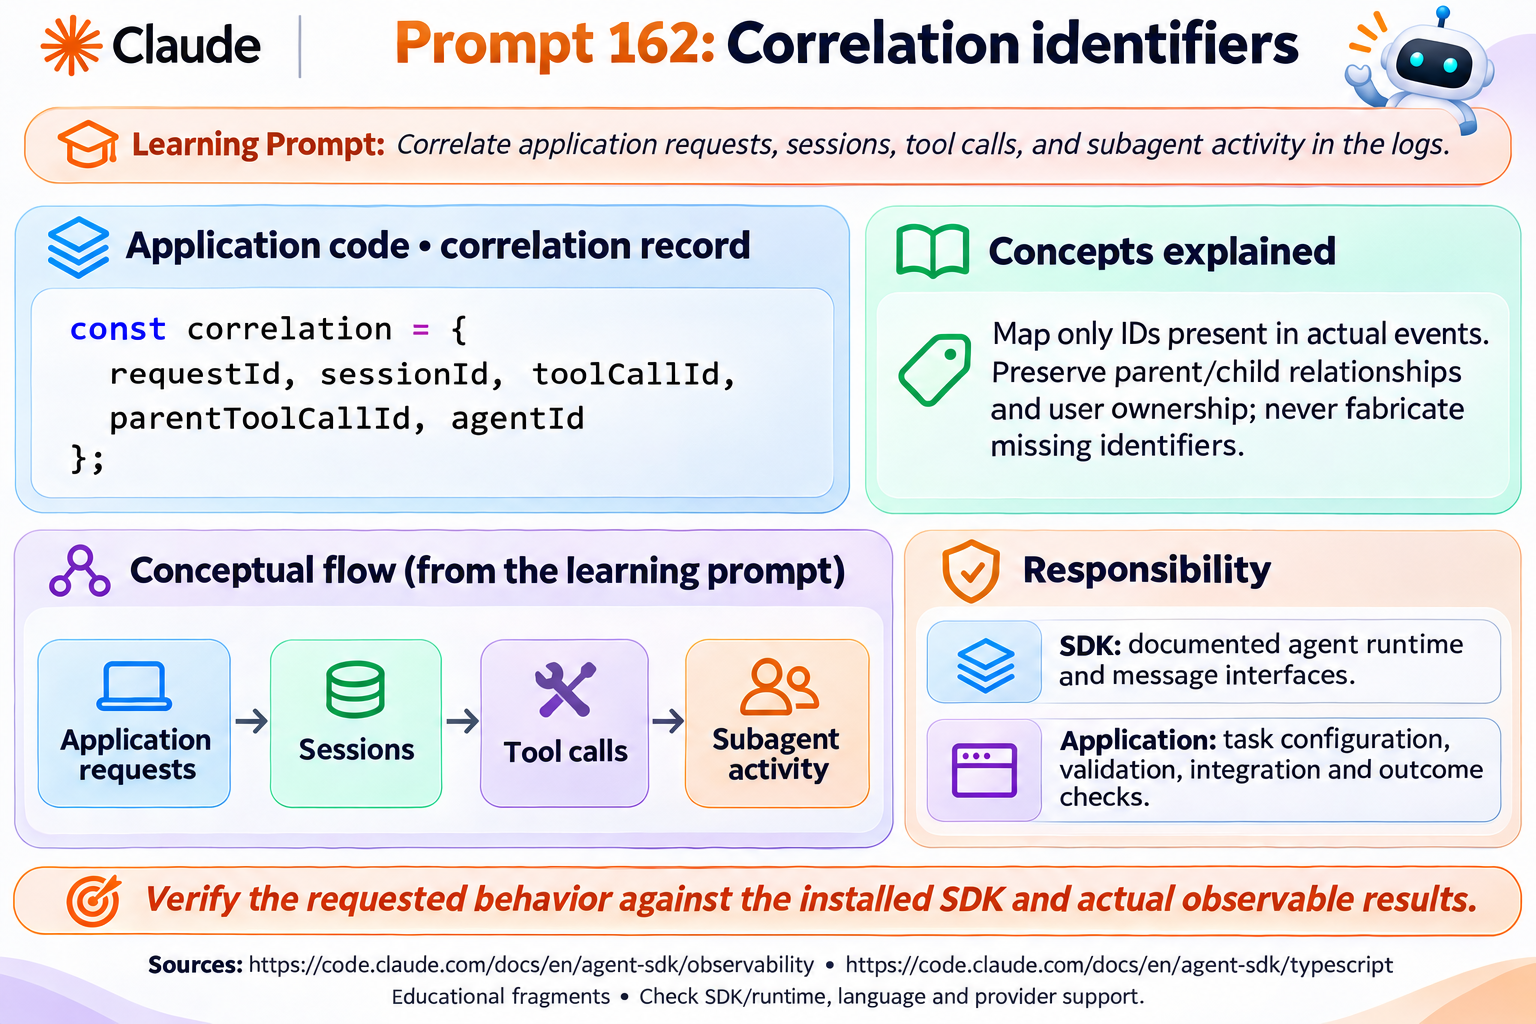 Claude
Prompt 162: Correlation identifiers
Learning Prompt: Correlate application requests, sessions, tool calls, and subagent activity in the logs.
Application code • correlation record
const correlation = {
requestId, sessionId, toolCallId,
parentToolCallId, agentId
};
Concepts explained
Map only IDs present in actual events.
Preserve parent/child relationships
and user ownership; never fabricate
missing identifiers.
Conceptual flow (from the learning prompt)
Application
requests
Sessions
Tool calls
Subagent
activity
Responsibility
SDK: documented agent runtime
and message interfaces.
Application: task configuration,
validation, integration and outcome
checks.
Verify the requested behavior against the installed SDK and actual observable results.
Sources: https://code.claude.com/docs/en/agent-sdk/observability • https://code.claude.com/docs/en/agent-sdk/typescript
Educational fragments • Check SDK/runtime, language and provider support.